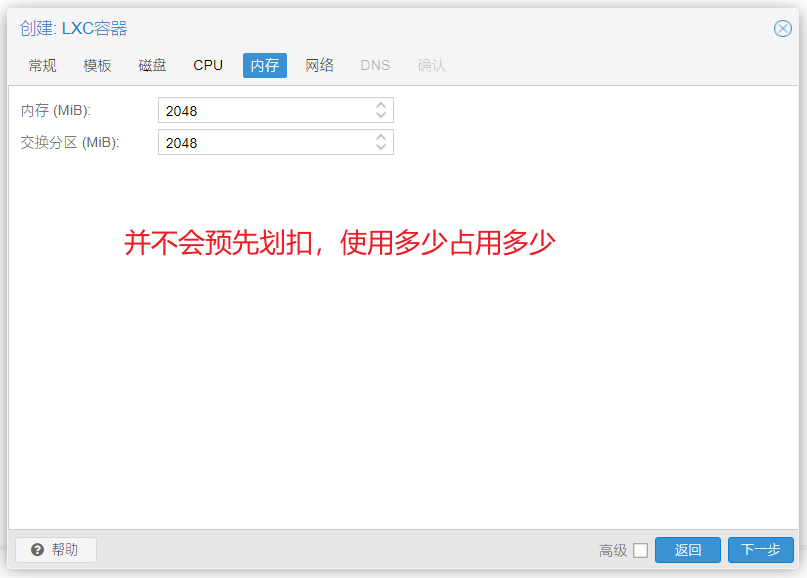 创建: LXC容器
常规 模板 磁盘 CPU 内存 网络 DNS 确认
内存 (MiB): 2048
交换分区 (MiB): 2048
并不会预先划扣，使用多少占用多少
帮助 高级 返回 下一步